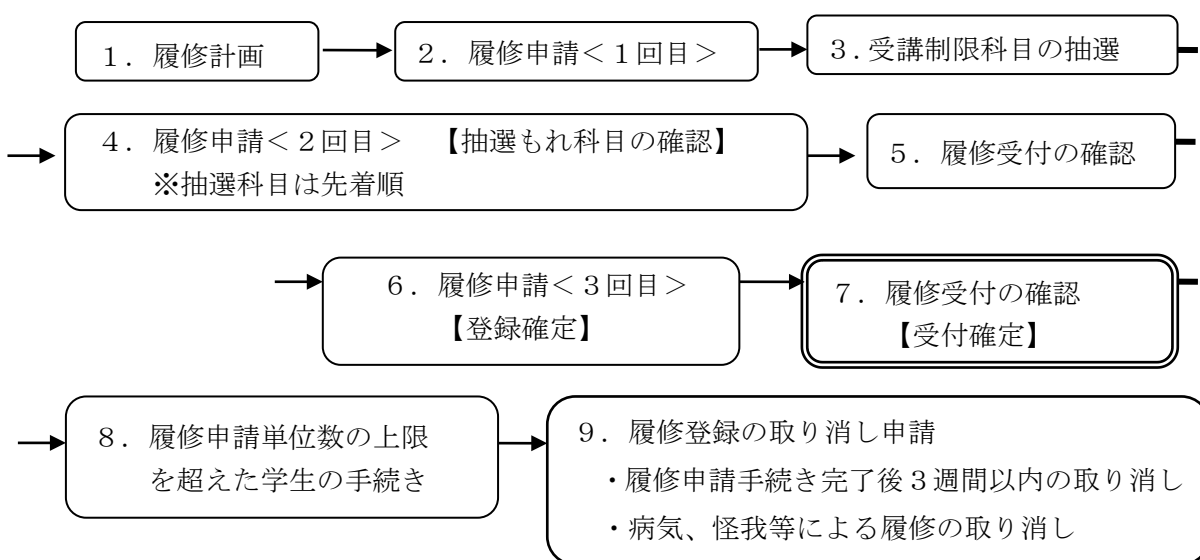 １．履修計画
２．履修申請＜１回目＞
３．受講制限科目の抽選
４．履修申請＜２回目＞　【抽選もれ科目の確認】
※抽選科目は先着順
５．履修受付の確認
６．履修申請＜３回目＞
【登録確定】
７．履修受付の確認
【受付確定】
８．履修申請単位数の上限
を超えた学生の手続き
９．履修登録の取り消し申請
・履修申請手続き完了後３週間以内の取り消し
・病気、怪我等による履修の取り消し